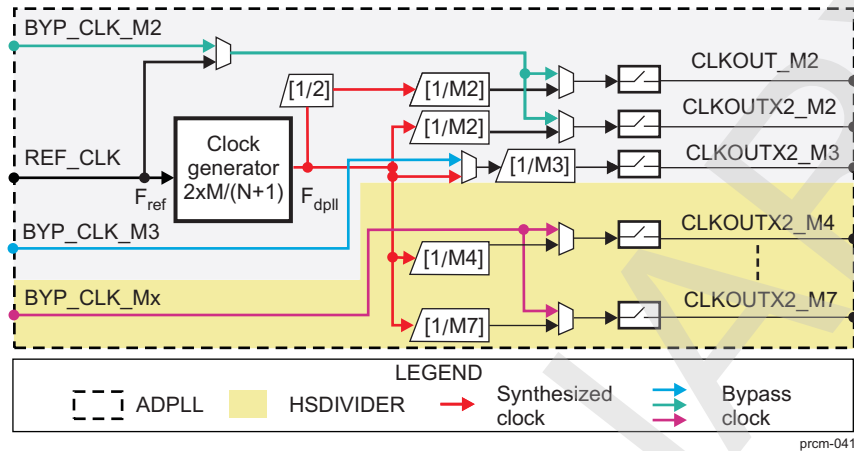 BYP_CLK_M2
CLKOUT_M2
[1/2]
[1/M2]
CLKOUTX2_M2
[1/M2]
REF_CLK
Clock
generator
2xM/(N+1)
CLKOUTX2_M3
[1/M3]
Fref
Fdpll
BYP_CLK_M3
CLKOUTX2_M4
[1/M4]
BYP_CLK_Mx
CLKOUTX2_M7
[1/M7]
LEGEND
ADPLL
HSDIVIDER
Synthesized
clock
Bypass
clock
prcm-041